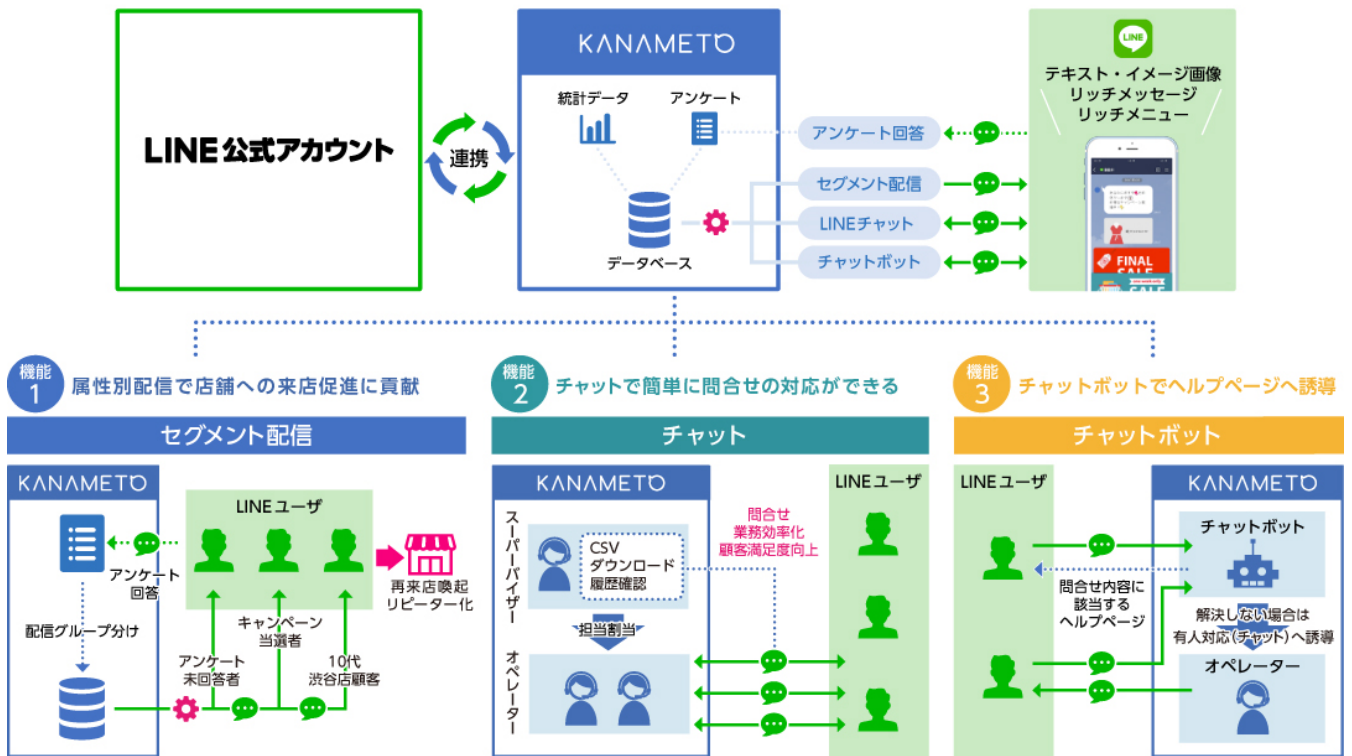 LINE公式アカウント
連携
KANAMETO
統計データ
アンケート
データベース
アンケート回答
セグメント配信
LINEチャット
チャットボット
LINE
テキスト・イメージ画像
リッチメッセージ
リッチメニュー
FINAL
SALE
SALE
機能
1
属性別配信で店舗への来店促進に貢献
セグメント配信
KANAMETO
LINEユーザ
アンケート
回答
再来店喚起
リピーター化
配信グループ分け
アンケート
未回答者
キャンペーン
当選者
10代
渋谷店顧客
機能
2
チャットで簡単に問合せの対応ができる
チャット
KANAMETO
LINEユーザ
スーパーバイザー
CSV
ダウンロード
履歴確認
問合せ
業務効率化
顧客満足度向上
担当割当
オペレーター
機能
3
チャットボットでヘルプページへ誘導
チャットボット
LINEユーザ
KANAMETO
チャットボット
問合せ内容に
該当する
ヘルプページ
解決しない場合は
有人対応(チャット)へ誘導
オペレーター